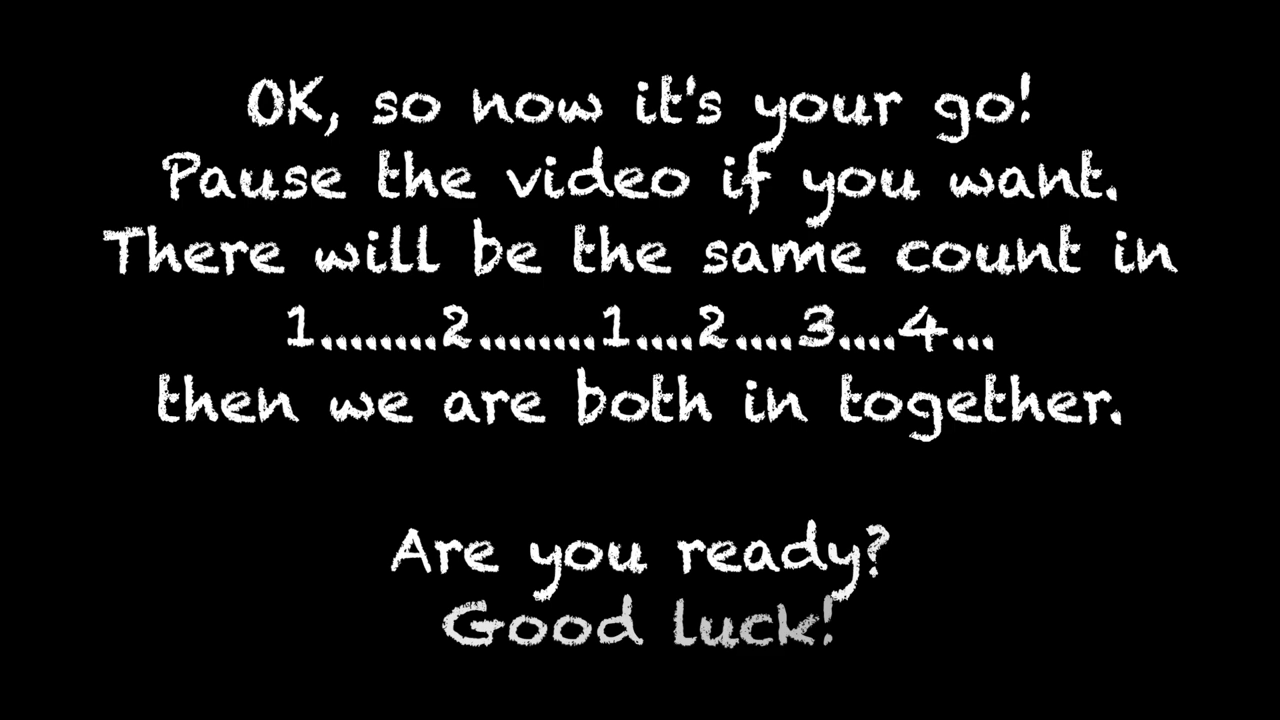 OK, so now it's your go!
Pause the video if you want.
There will be the same count in
1........2........1....2....3....4...
then we are both in together.
Are you ready?
Good luck!